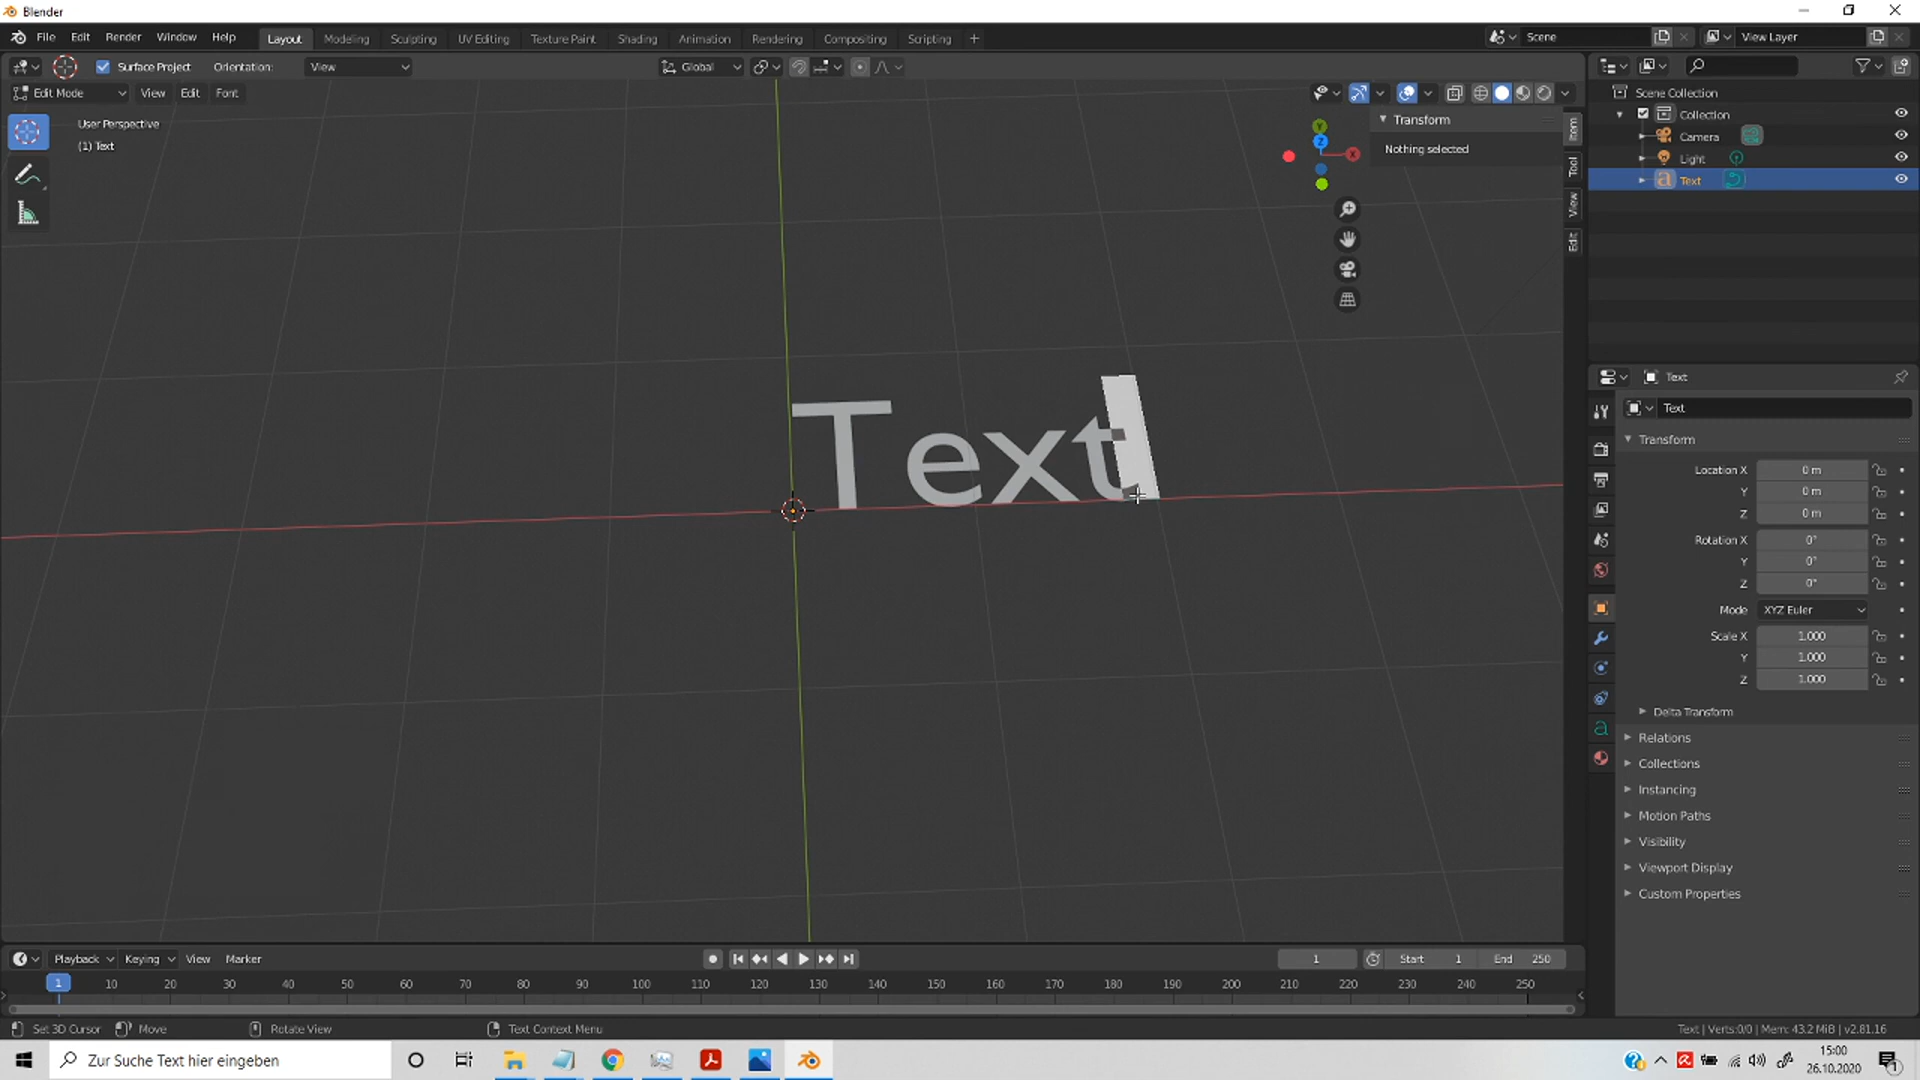 Blender
File Edit Render Window Help Layout Modeling Sculpting UV Editing Texture Paint Shading Animation Rendering Compositing Scripting + Scene View Layer
Surface Project Orientation: View Global
Edit Mode View Edit Font
User Perspective
(1) Text
Y
Z
X
Transform
Nothing selected
Item
Tool
View
Edit
Text
Scene Collection
Collection
Camera
Light
Text
Text
Text
Transform
Location X 0 m
Y 0 m
Z 0 m
Rotation X 0°
Y 0°
Z 0°
Mode XYZ Euler
Scale X 1.000
Y 1.000
Z 1.000
Delta Transform
Relations
Collections
Instancing
Motion Paths
Visibility
Viewport Display
Custom Properties
Playback Keying View Marker 1 Start 1 End 250
1 10 20 30 40 50 60 70 80 90 100 110 120 130 140 150 160 170 180 190 200 210 220 230 240 250
Set 3D Cursor Move Rotate View Text Context Menu Text | Verts:0/0 | Mem: 43.2 MiB | v2.81.16
Zur Suche Text hier eingeben
15:00
26.10.2020
1